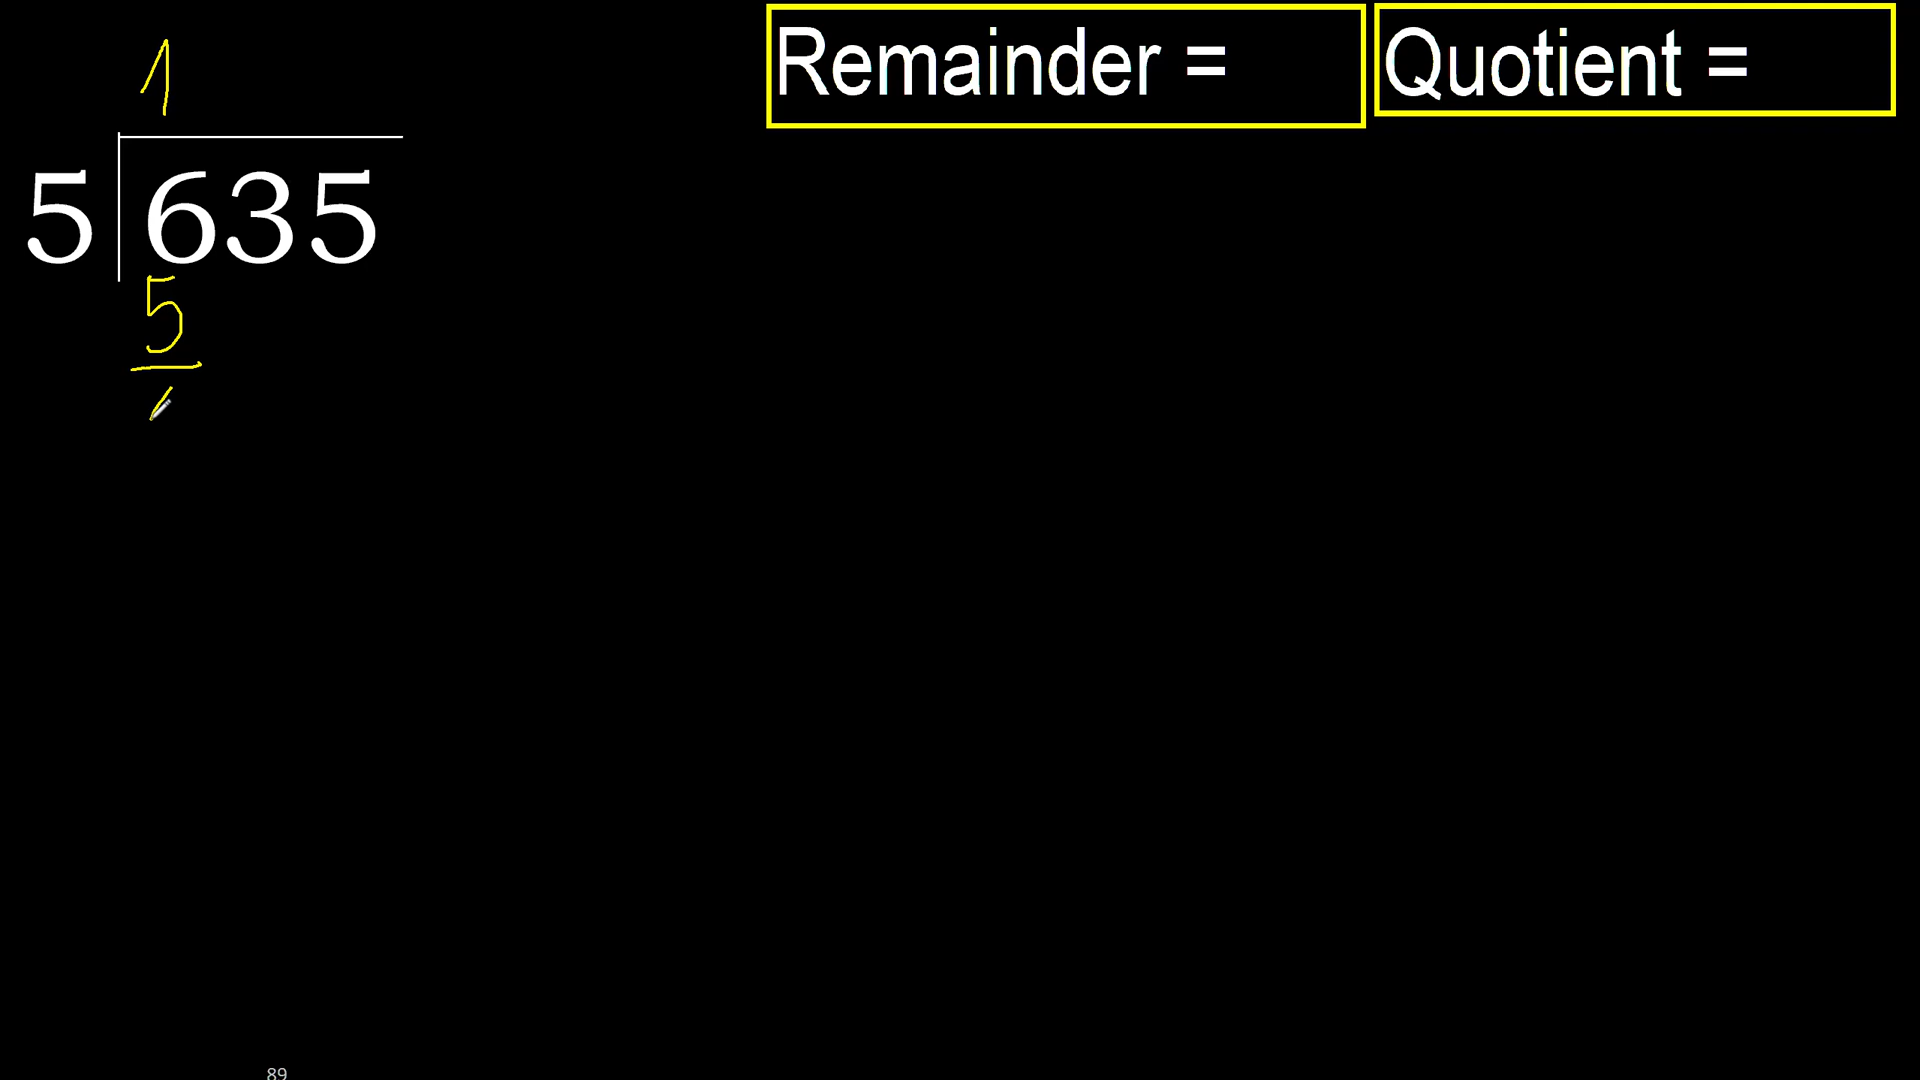 Remainder = Quotient =
1
5 635
5
89